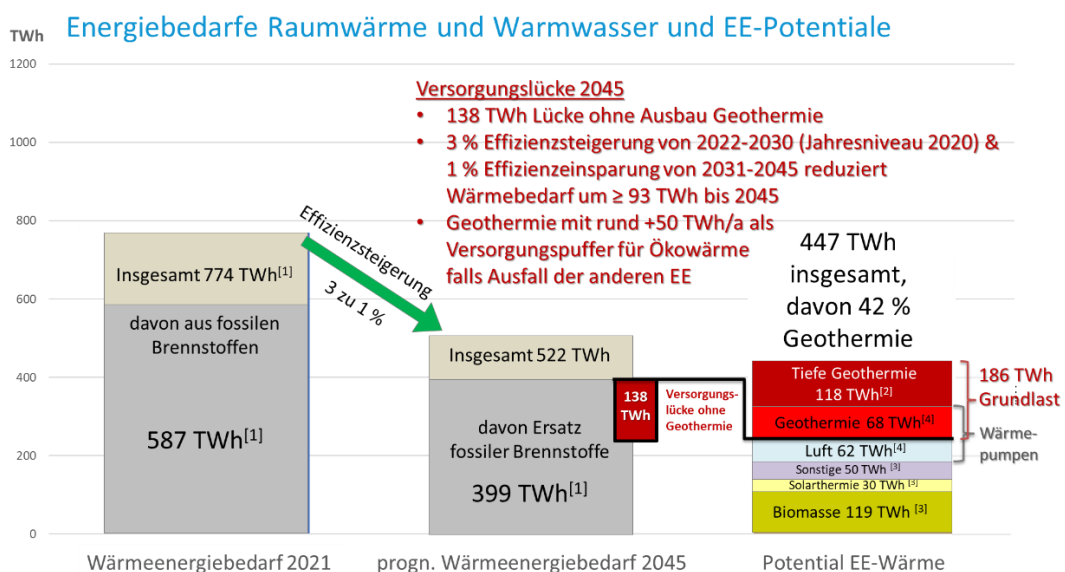 TWh
Energiebedarfe Raumwärme und Warmwasser und EE-Potentiale
1200
1000
800
600
400
200
0
Versorgungslücke 2045
• 138 TWh Lücke ohne Ausbau Geothermie
• 3 % Effizienzsteigerung von 2022-2030 (Jahresniveau 2020) &
1 % Effizienzeinsparung von 2031-2045 reduziert
Wärmebedarf um ≥ 93 TWh bis 2045
• Geothermie mit rund +50 TWh/a als
Versorgungspuffer für Ökowärme
falls Ausfall der anderen EE
Effizienzsteigerung
3 zu 1 %
Insgesamt 774 TWh[1]
davon aus fossilen
Brennstoffen
587 TWh[1]
Insgesamt 522 TWh
davon Ersatz
fossiler Brennstoffe
399 TWh[1]
138
TWh
Versorgungs-
lücke ohne
Geothermie
447 TWh
insgesamt,
davon 42 %
Geothermie
Tiefe Geothermie
118 TWh[2]
Geothermie 68 TWh[4]
Luft 62 TWh[4]
Sonstige 50 TWh [3]
Solarthermie 30 TWh [3]
Biomasse 119 TWh [3]
186 TWh
Grundlast
Wärme-
pumpen
Wärmeenergiebedarf 2021
progn. Wärmeenergiebedarf 2045
Potential EE-Wärme